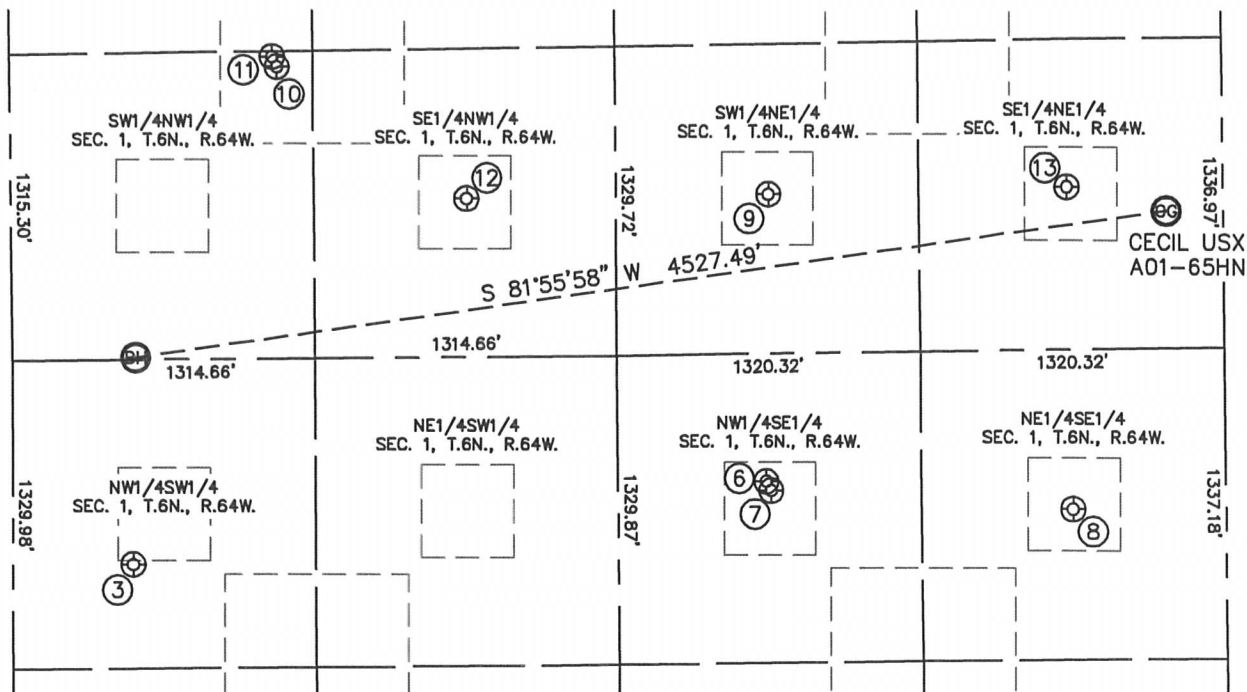 11
10
SW1/4NW1/4
SEC. 1, T.6N., R.64W.
SE1/4NW1/4
SEC. 1, T.6N., R.64W.
SW1/4NE1/4
SEC. 1, T.6N., R.64W.
SE1/4NE1/4
SEC. 1, T.6N., R.64W.
1315.30'
12
1329.72'
9
13
1336.97'
CECIL USX
A01-65HN
S 81°55'58" W 4527.49'
BH
1314.66'
1314.66'
1320.32'
1320.32'
NE1/4SW1/4
SEC. 1, T.6N., R.64W.
NW1/4SE1/4
SEC. 1, T.6N., R.64W.
NE1/4SE1/4
SEC. 1, T.6N., R.64W.
1329.98'
NW1/4SW1/4
SEC. 1, T.6N., R.64W.
3
1329.87'
6
7
8
1337.18'